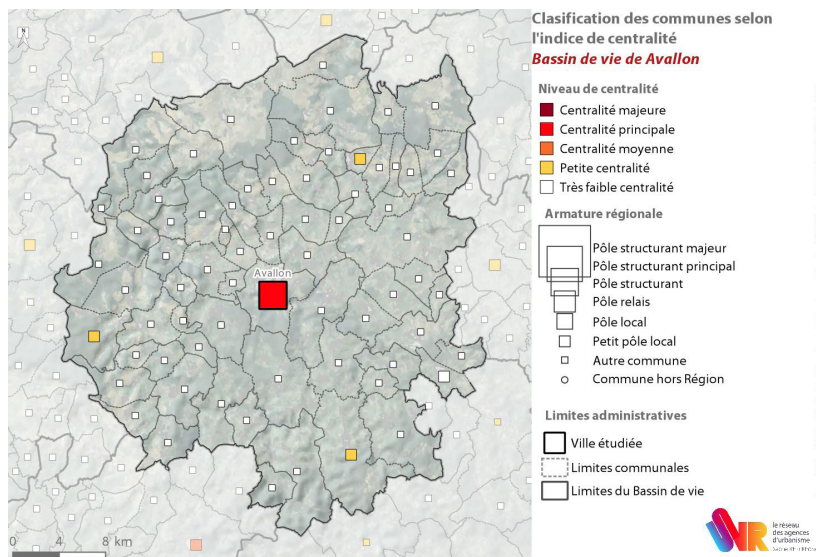 Clasification des communes selon
l'indice de centralité
Bassin de vie de Avallon
Niveau de centralité
Centralité majeure
Centralité principale
Centralité moyenne
Petite centralité
Très faible centralité
Armature régionale
Pôle structurant majeur
Pôle structurant principal
Pôle structurant
Pôle relais
Pôle local
Petit pôle local
Autre commune
Commune hors Région
Limites administratives
Ville étudiée
Limites communales
Limites du Bassin de vie
N
Avallon
0 4 8 km
le réseau
des agences
d'urbanisme